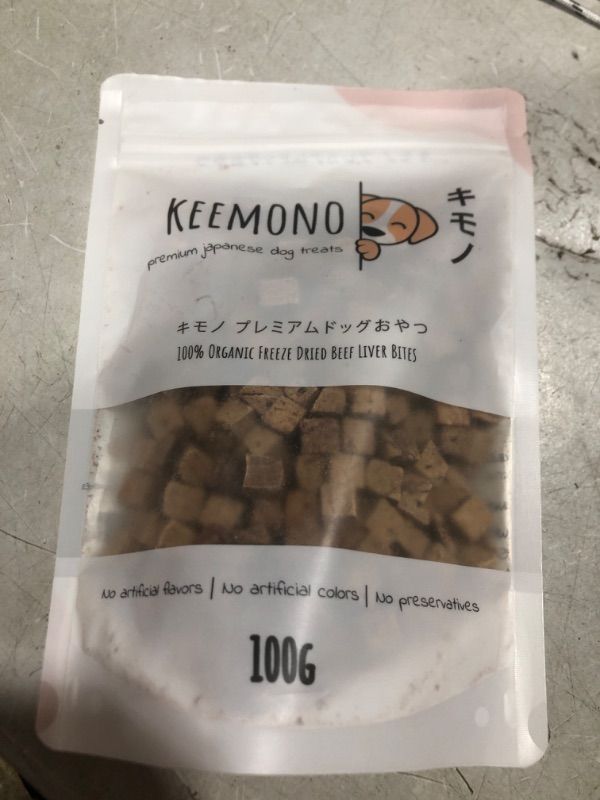 KEEMONO
キモノ
premium japanese dog treats
キモノ プレミアムドッグおやつ
100% ORGANIC FREEZE DRIED BEEF LIVER BITES
No artificial flavors | No artificial colors | No preservatives
100G